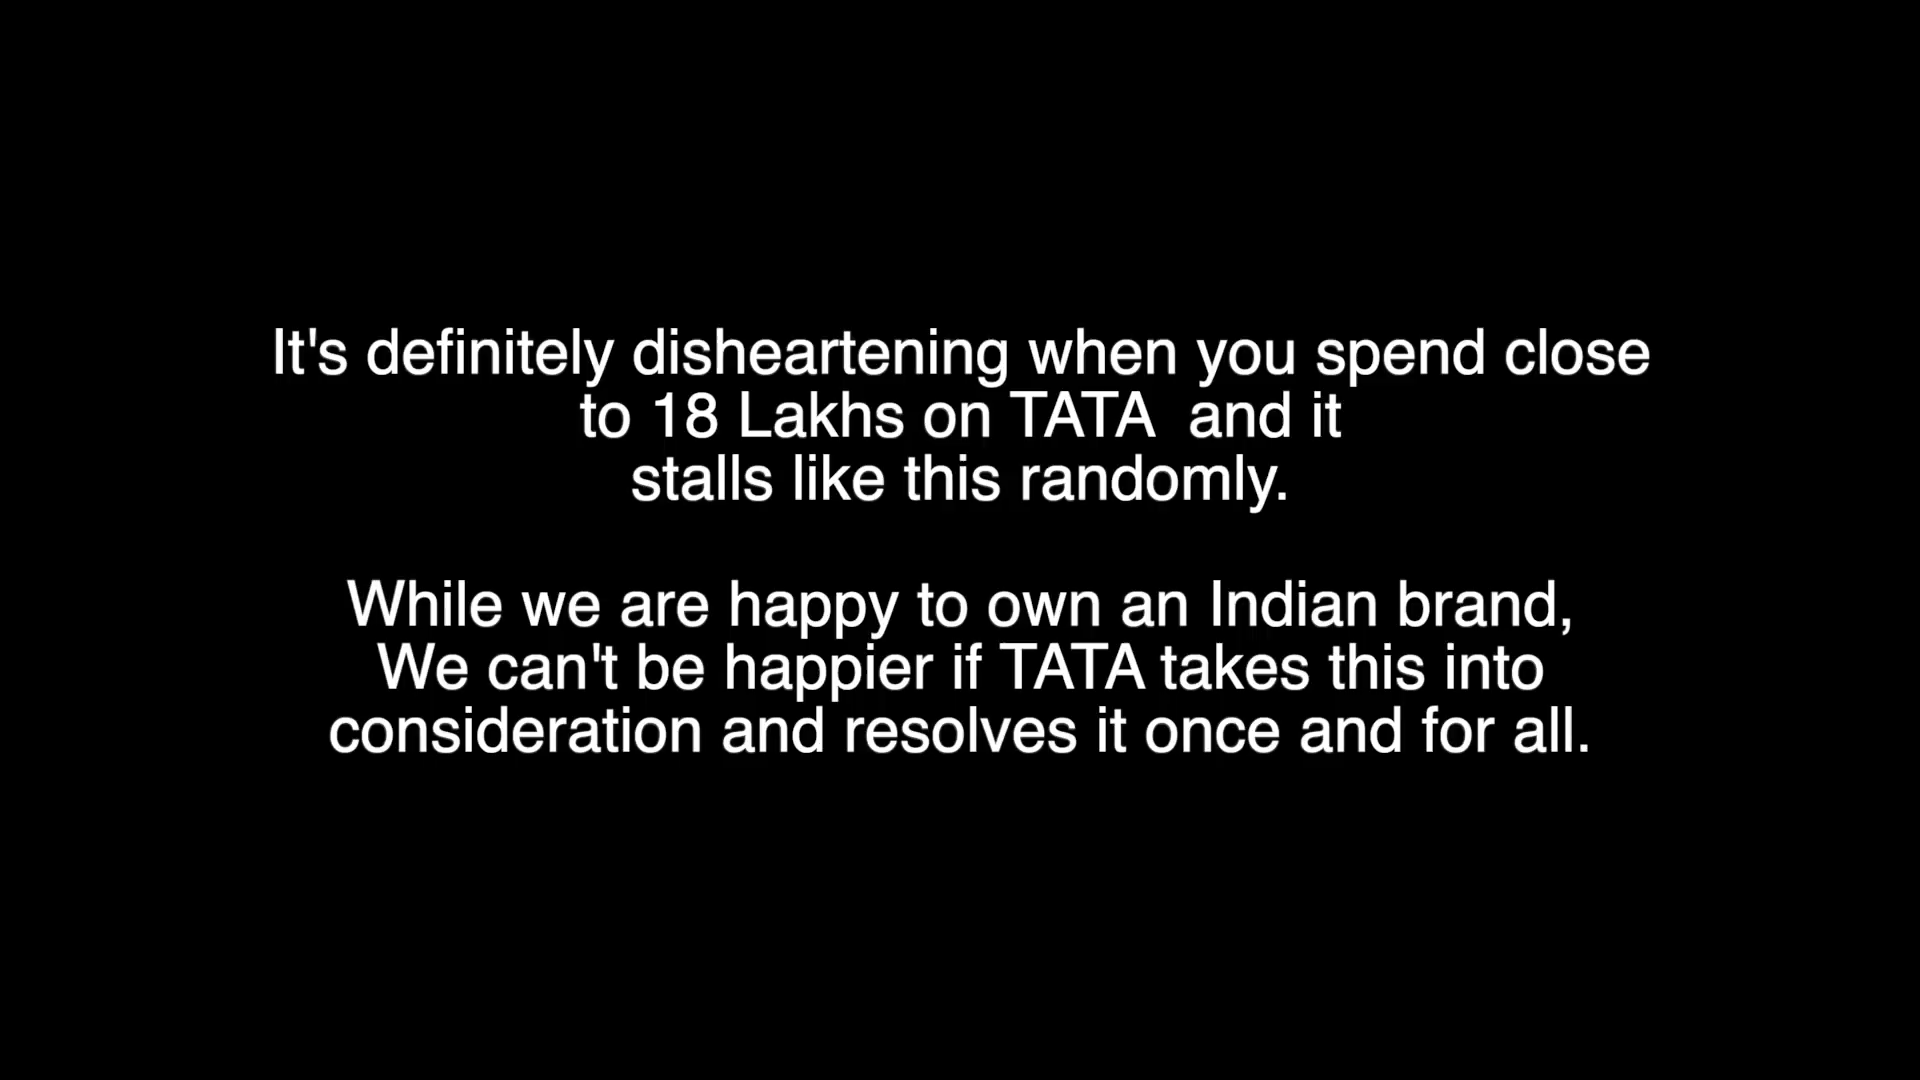 It's definitely disheartening when you spend close
to 18 Lakhs on TATA  and it
stalls like this randomly.
While we are happy to own an Indian brand,
We can't be happier if TATA takes this into
consideration and resolves it once and for all.